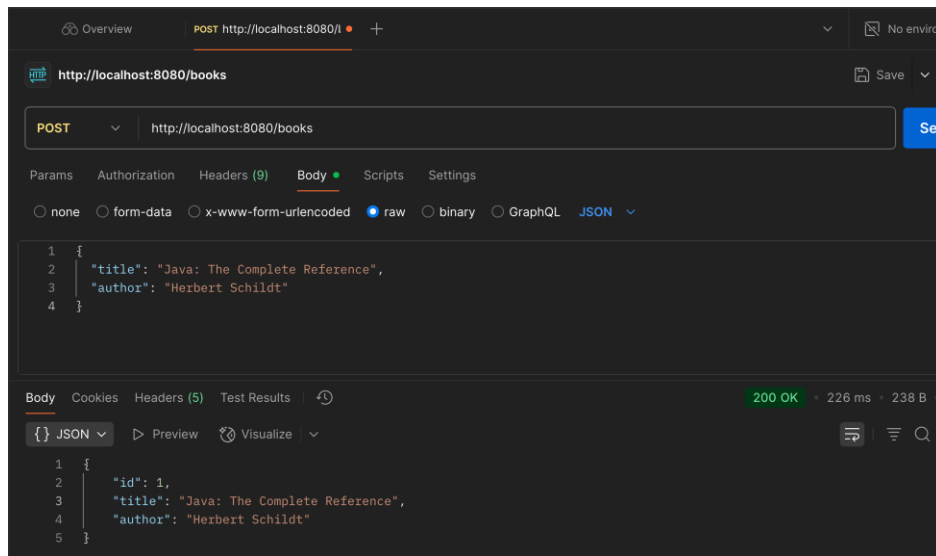 Overview
POST http://localhost:8080/l
No enviro
HTTP http://localhost:8080/books
Save
POST http://localhost:8080/books
Se
Params Authorization Headers (9) Body Scripts Settings
none form-data x-www-form-urlencoded raw binary GraphQL JSON
1 {
2 "title": "Java: The Complete Reference",
3 "author": "Herbert Schildt"
4 }
Body Cookies Headers (5) Test Results 200 OK 226 ms 238 B
{} JSON Preview Visualize
1 {
2 "id": 1,
3 "title": "Java: The Complete Reference",
4 "author": "Herbert Schildt"
5 }